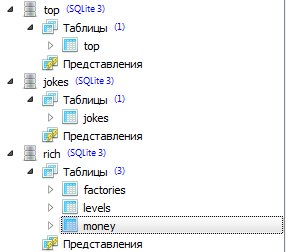 top (SQLite 3)
Таблицы (1)
top
Представления
jokes (SQLite 3)
Таблицы (1)
jokes
Представления
rich (SQLite 3)
Таблицы (3)
factories
levels
money
Представления